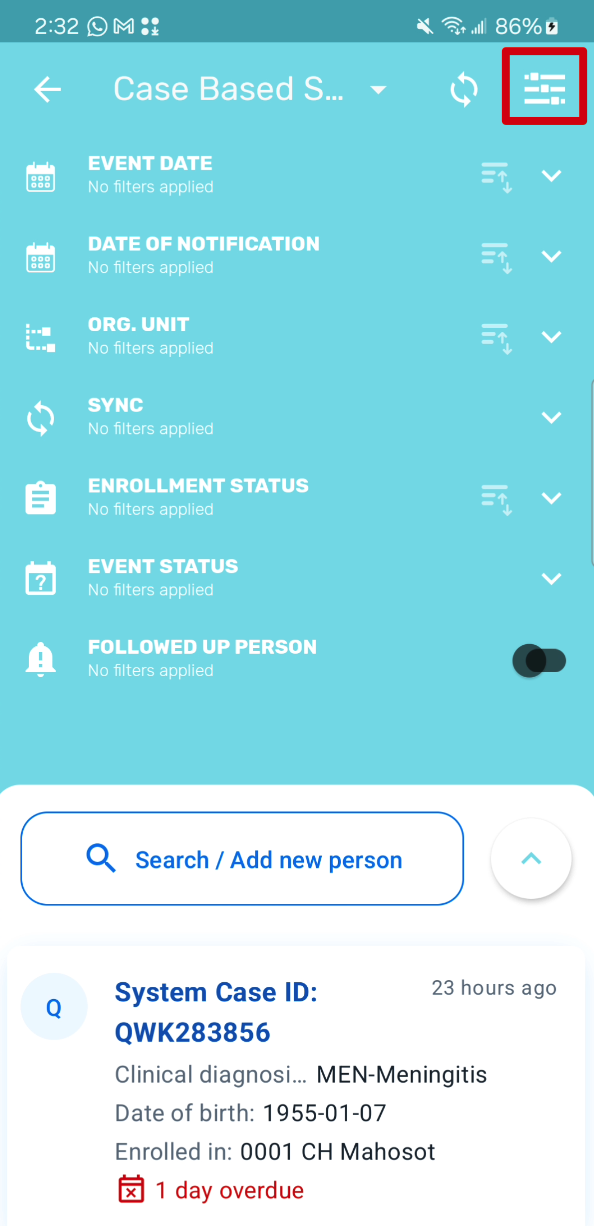 2:32
86%
Case Based S...
EVENT DATE
No filters applied
DATE OF NOTIFICATION
No filters applied
ORG. UNIT
No filters applied
SYNC
No filters applied
ENROLLMENT STATUS
No filters applied
EVENT STATUS
No filters applied
FOLLOWED UP PERSON
No filters applied
Search / Add new person
Q
System Case ID: 23 hours ago
QWK283856
Clinical diagnosi... MEN-Meningitis
Date of birth: 1955-01-07
Enrolled in: 0001 CH Mahosot
1 day overdue